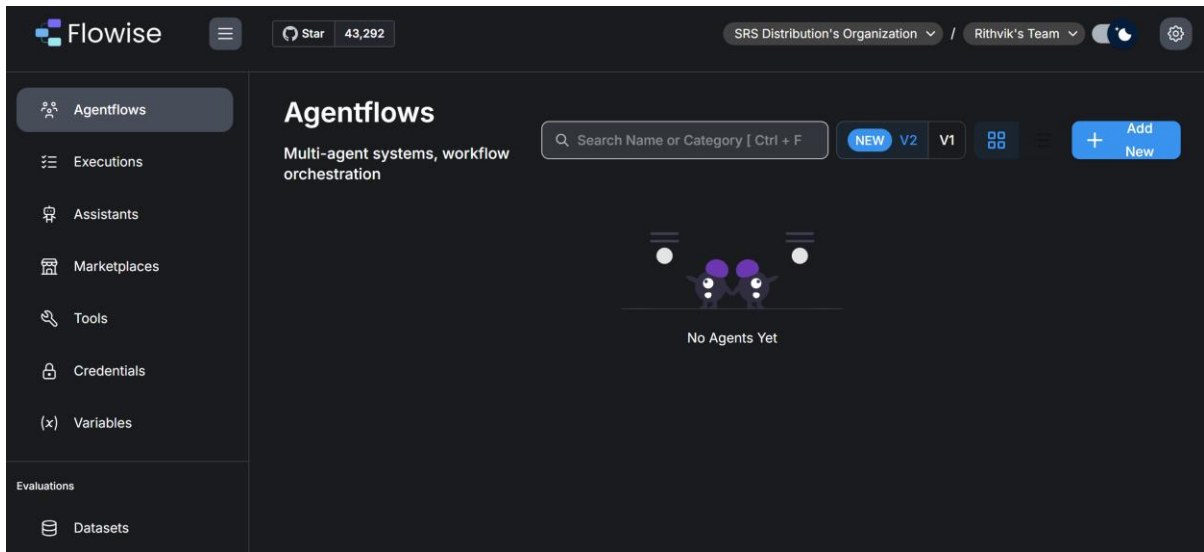 Flowise
Star 43,292
SRS Distribution's Organization / Rithvik's Team
Agentflows
Executions
Assistants
Marketplaces
Tools
Credentials
(x) Variables
Evaluations
Datasets
Agentflows
Multi-agent systems, workflow
orchestration
Search Name or Category [ Ctrl + F
NEW V2 V1
+ Add
New
No Agents Yet